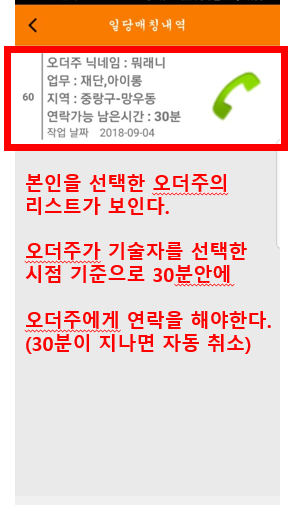 일당매칭내역
오더주 닉네임 : 뭐래니
업무 : 재단,아이롱
60
지역 : 중랑구-망우동
연락가능 남은시간 : 30분
작업 날짜 2018-09-04
본인을 선택한 오더주의
리스트가 보인다.
오더주가 기술자를 선택한
시점 기준으로 30분안에
오더주에게 연락을 해야한다.
(30분이 지나면 자동 취소)